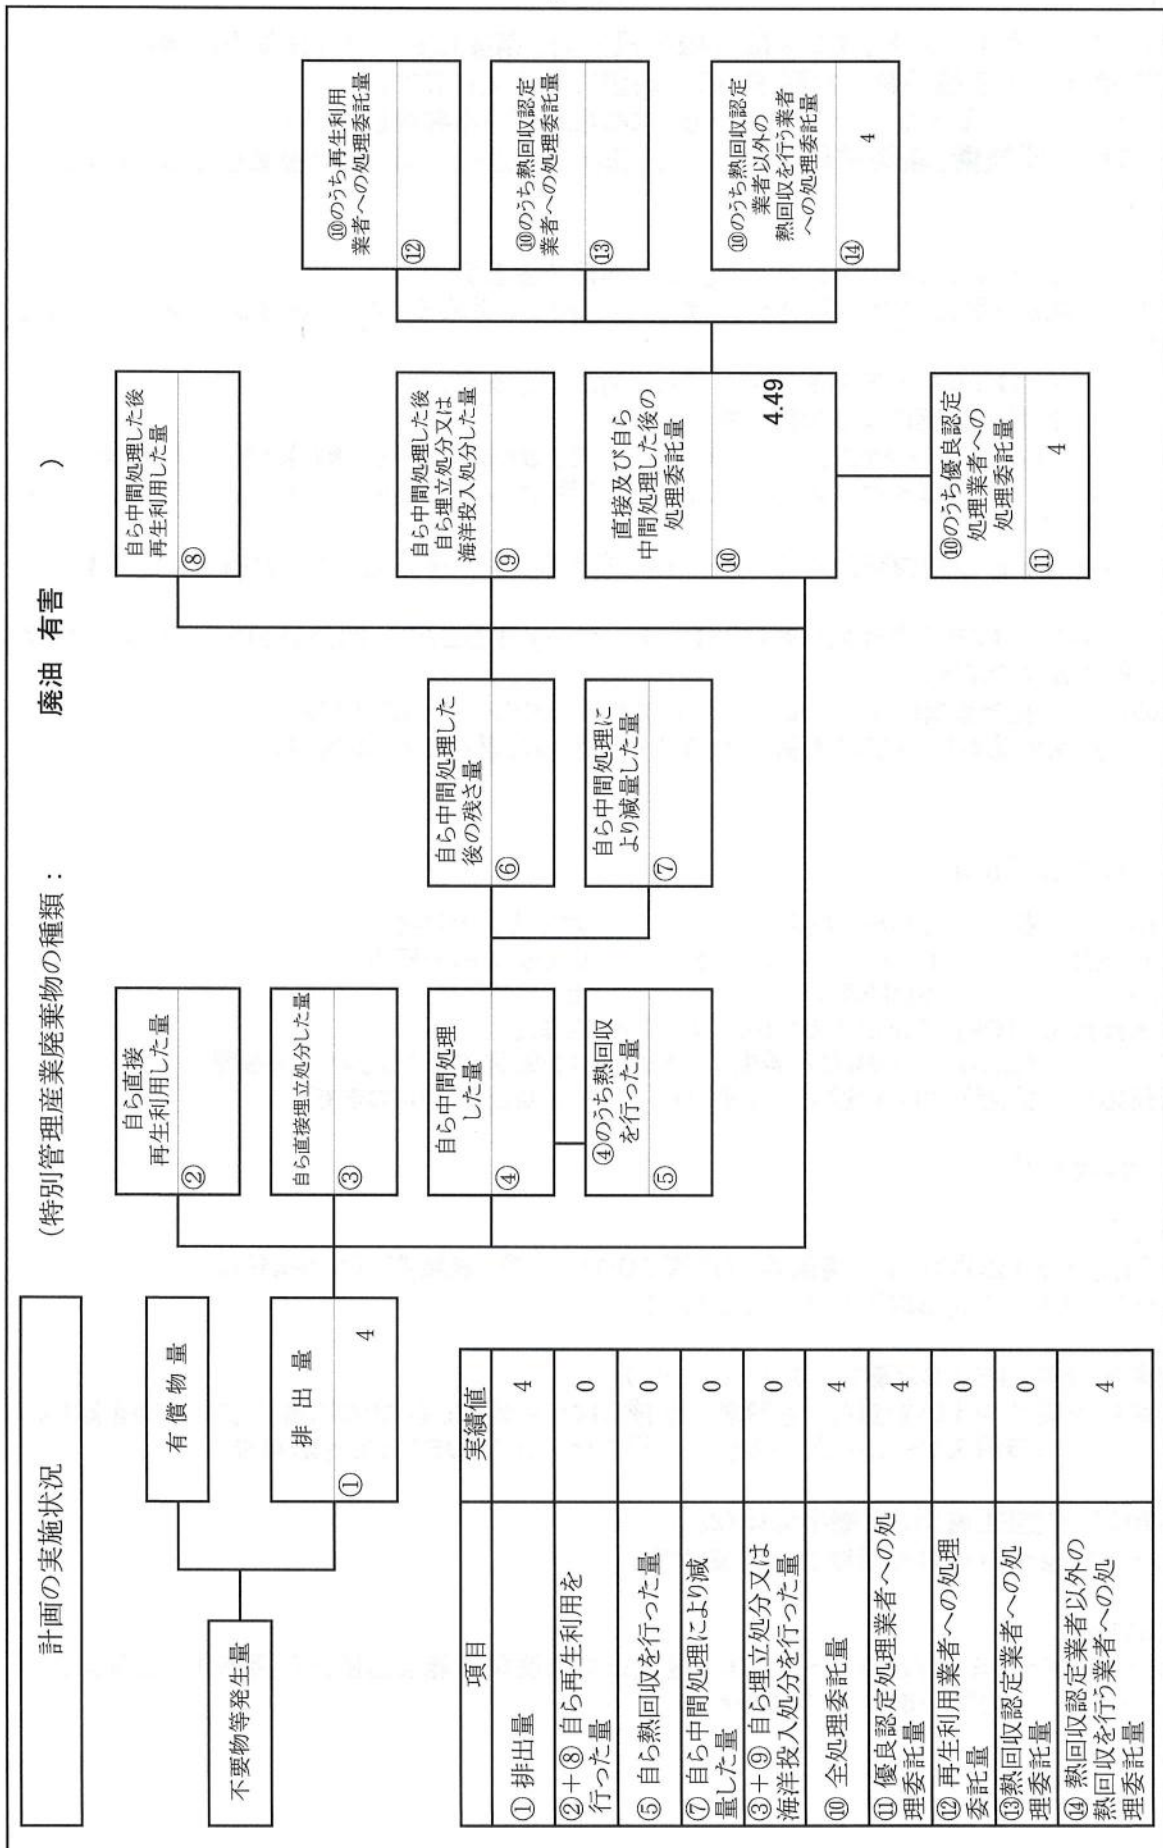 計画の実施状況
(特別管理産業廃棄物の種類：　廃油 有害　)
不要物等発生量
有償物量
排出量
①
4
自ら直接
再生利用した量
②
自ら直接埋立処分した量
③
自ら中間処理
した量
④
④のうち熱回収
を行った量
⑤
自ら中間処理した
後の残さ量
⑥
自ら中間処理に
より減量した量
⑦
自ら中間処理した後
再生利用した量
⑧
自ら中間処理した後
自ら埋立処分又は
海洋投入処分した量
⑨
直接及び自ら
中間処理した後の
処理委託量
⑩
4.49
⑩のうち優良認定
処理業者への
処理委託量
⑪
4
⑩のうち再生利用
業者への処理委託量
⑫
⑩のうち熱回収認定
業者への処理委託量
⑬
⑩のうち熱回収認定
業者以外の
熱回収を行う業者
への処理委託量
⑭
4
項目 実績値
① 排出量 4
②＋⑧ 自ら再生利用を
行った量 0
⑤ 自ら熱回収を行った量 0
⑦ 自ら中間処理により減
量した量 0
③＋⑨ 自ら埋立処分又は
海洋投入処分を行った量 0
⑩ 全処理委託量 4
⑪ 優良認定処理業者への処
理委託量 4
⑫ 再生利用業者への処理
委託量 0
⑬熱回収認定業者への処
理委託量 0
⑭ 熱回収認定業者以外の
熱回収を行う業者への処
理委託量 4